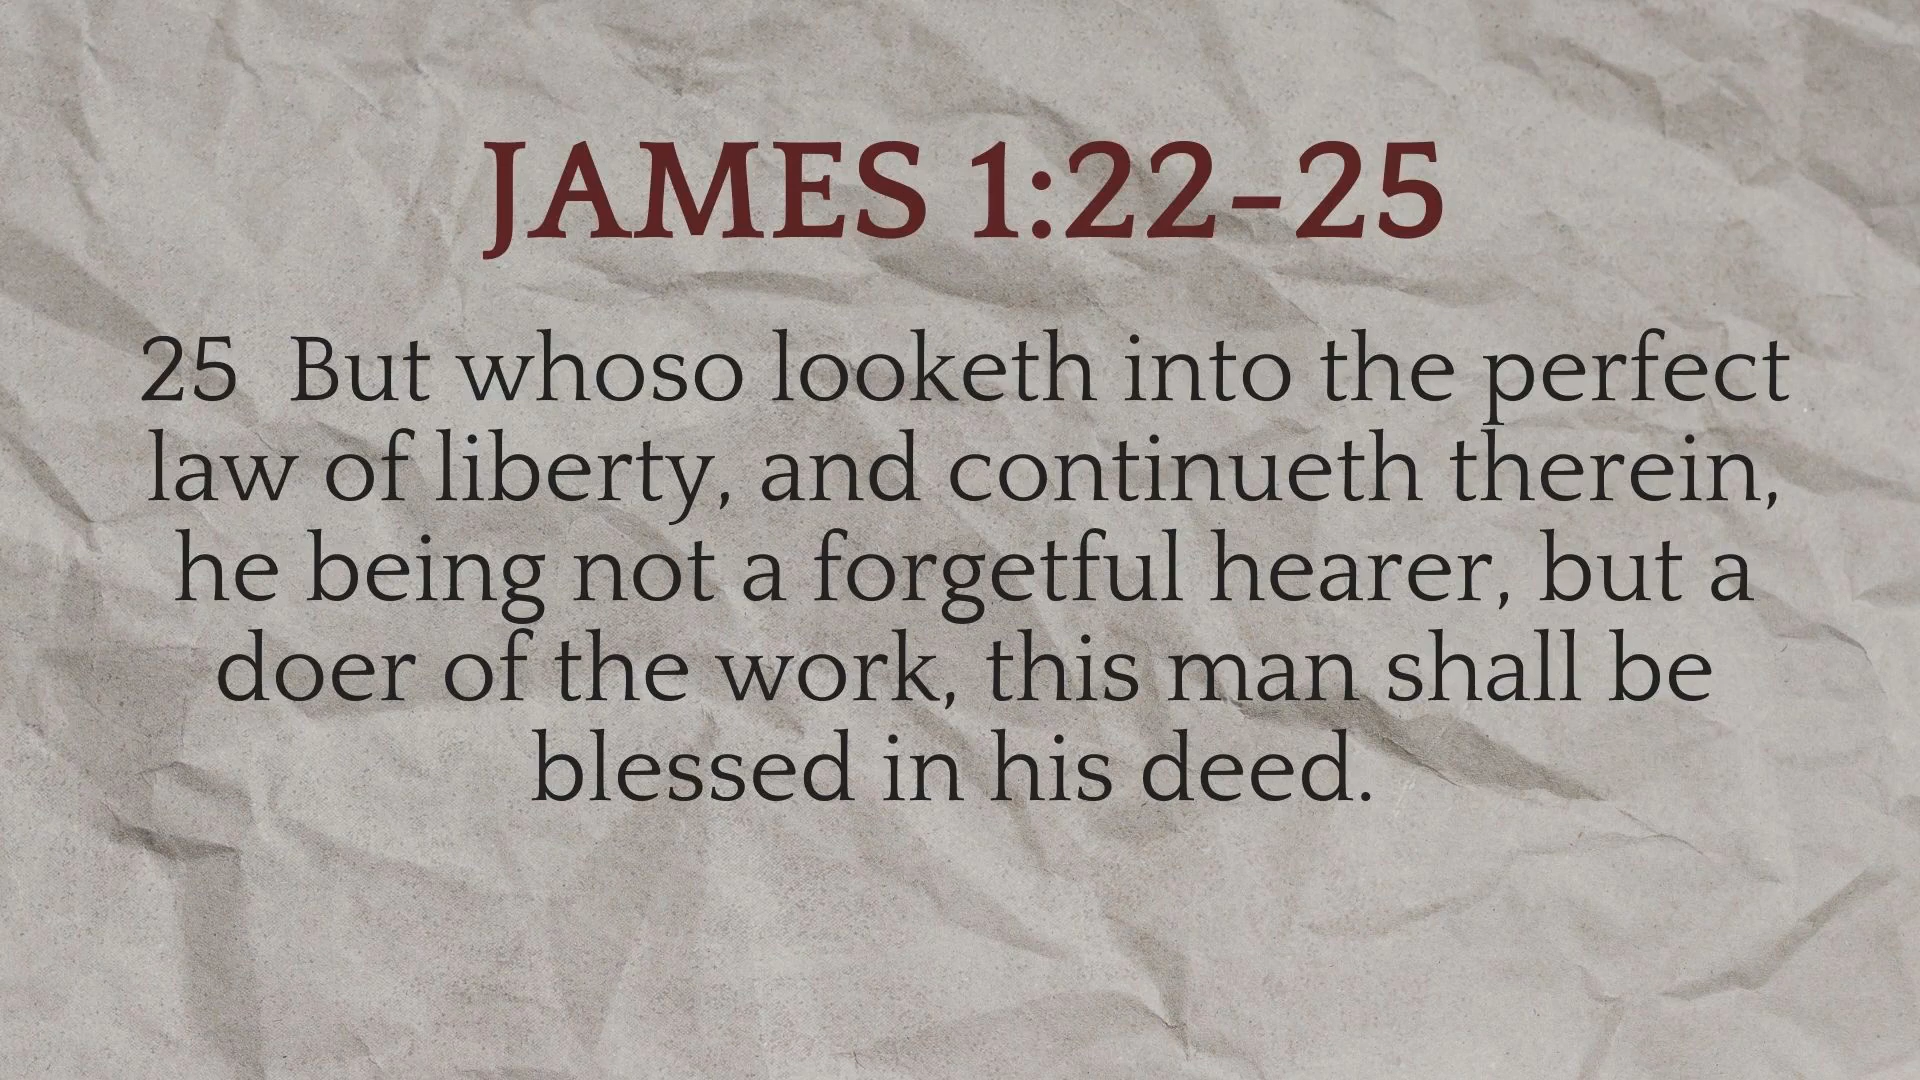 JAMES 1:22-25
25 But whoso looketh into the perfect
law of liberty, and continueth therein,
he being not a forgetful hearer, but a
doer of the work, this man shall be
blessed in his deed.